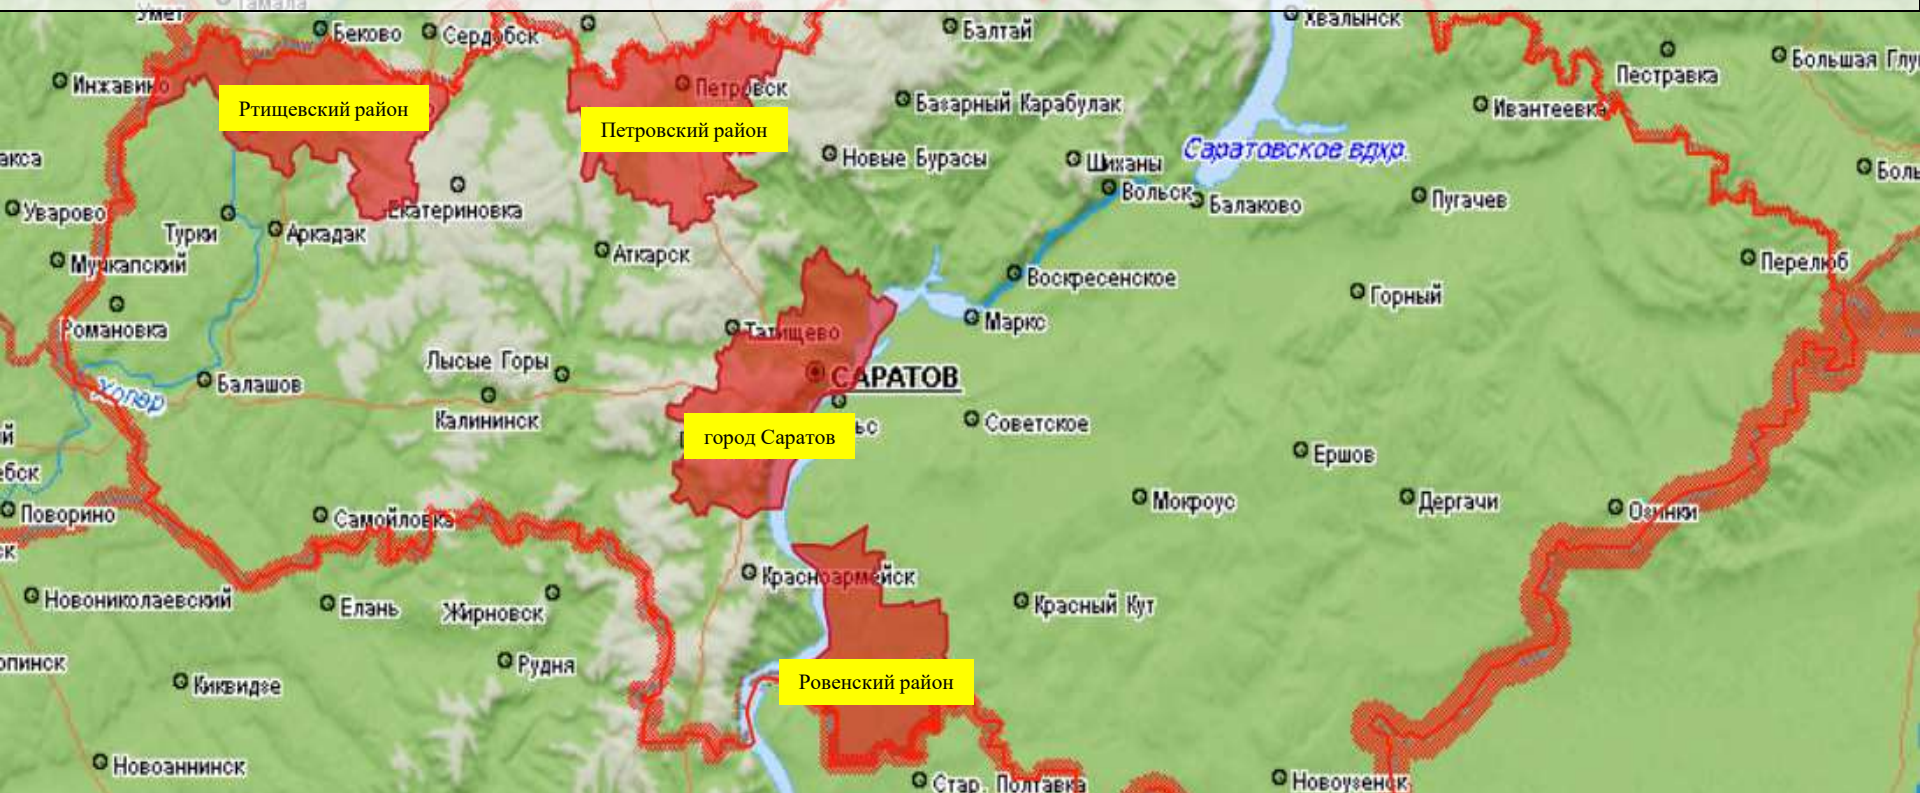 Тамала
Умет
Беково
Сердобск
Балтай
Хвалынск
Пестравка
Инжавино
Ртищевский район
Петровск
Петровский район
Базарный Карабулак
Ивантеевка
Новые Бурасы
Шиханы
Саратовское вдхр.
Вольск
Балаково
Пугачев
Уварово
Екатериновка
Турки
Аркадак
Аткарск
Мучкапский
Воскресенское
Перелюб
Горный
Романовка
Татищево
Маркс
Лысые Горы
Балашов
САРАТОВ
Хопер
Калининск
город Саратов
Советское
Ершов
Мокроус
Дергачи
Озинки
Поворино
Самойловка
Красноармейск
Новониколаевский
Елань
Жирновск
Красный Кут
Рудня
Киквидзе
Ровенский район
Новоаннинск
Стар. Полтавка
Новоузенск